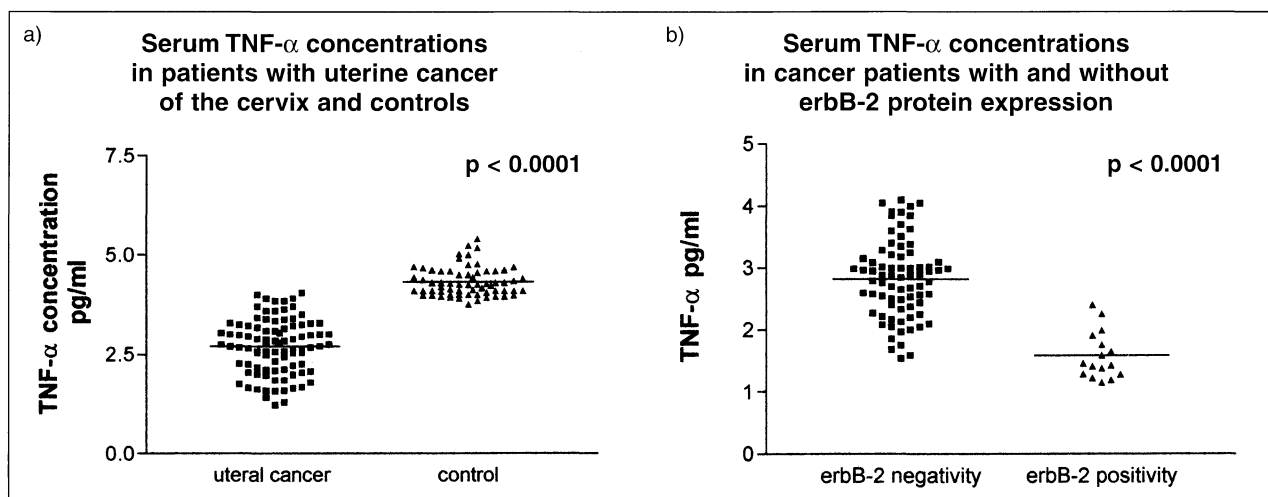 a)
Serum TNF-α concentrations
in patients with uterine cancer
of the cervix and controls
p < 0.0001
TNF-α concentration
pg/ml
7.5
5.0
2.5
0.0
uteral cancer
control
b)
Serum TNF-α concentrations
in cancer patients with and without
erbB-2 protein expression
p < 0.0001
TNF-α pg/ml
5
4
3
2
1
0
erbB-2 negativity
erbB-2 positivity